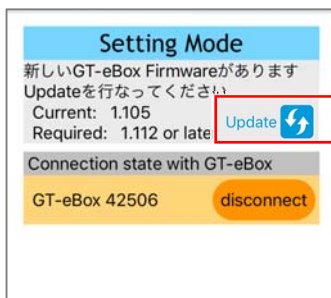 Setting Mode
新しいGT-eBox Firmwareがあります
Updateを行なってください
Current: 1.105
Required: 1.112 or late
Update
Connection state with GT-eBox
GT-eBox 42506
disconnect